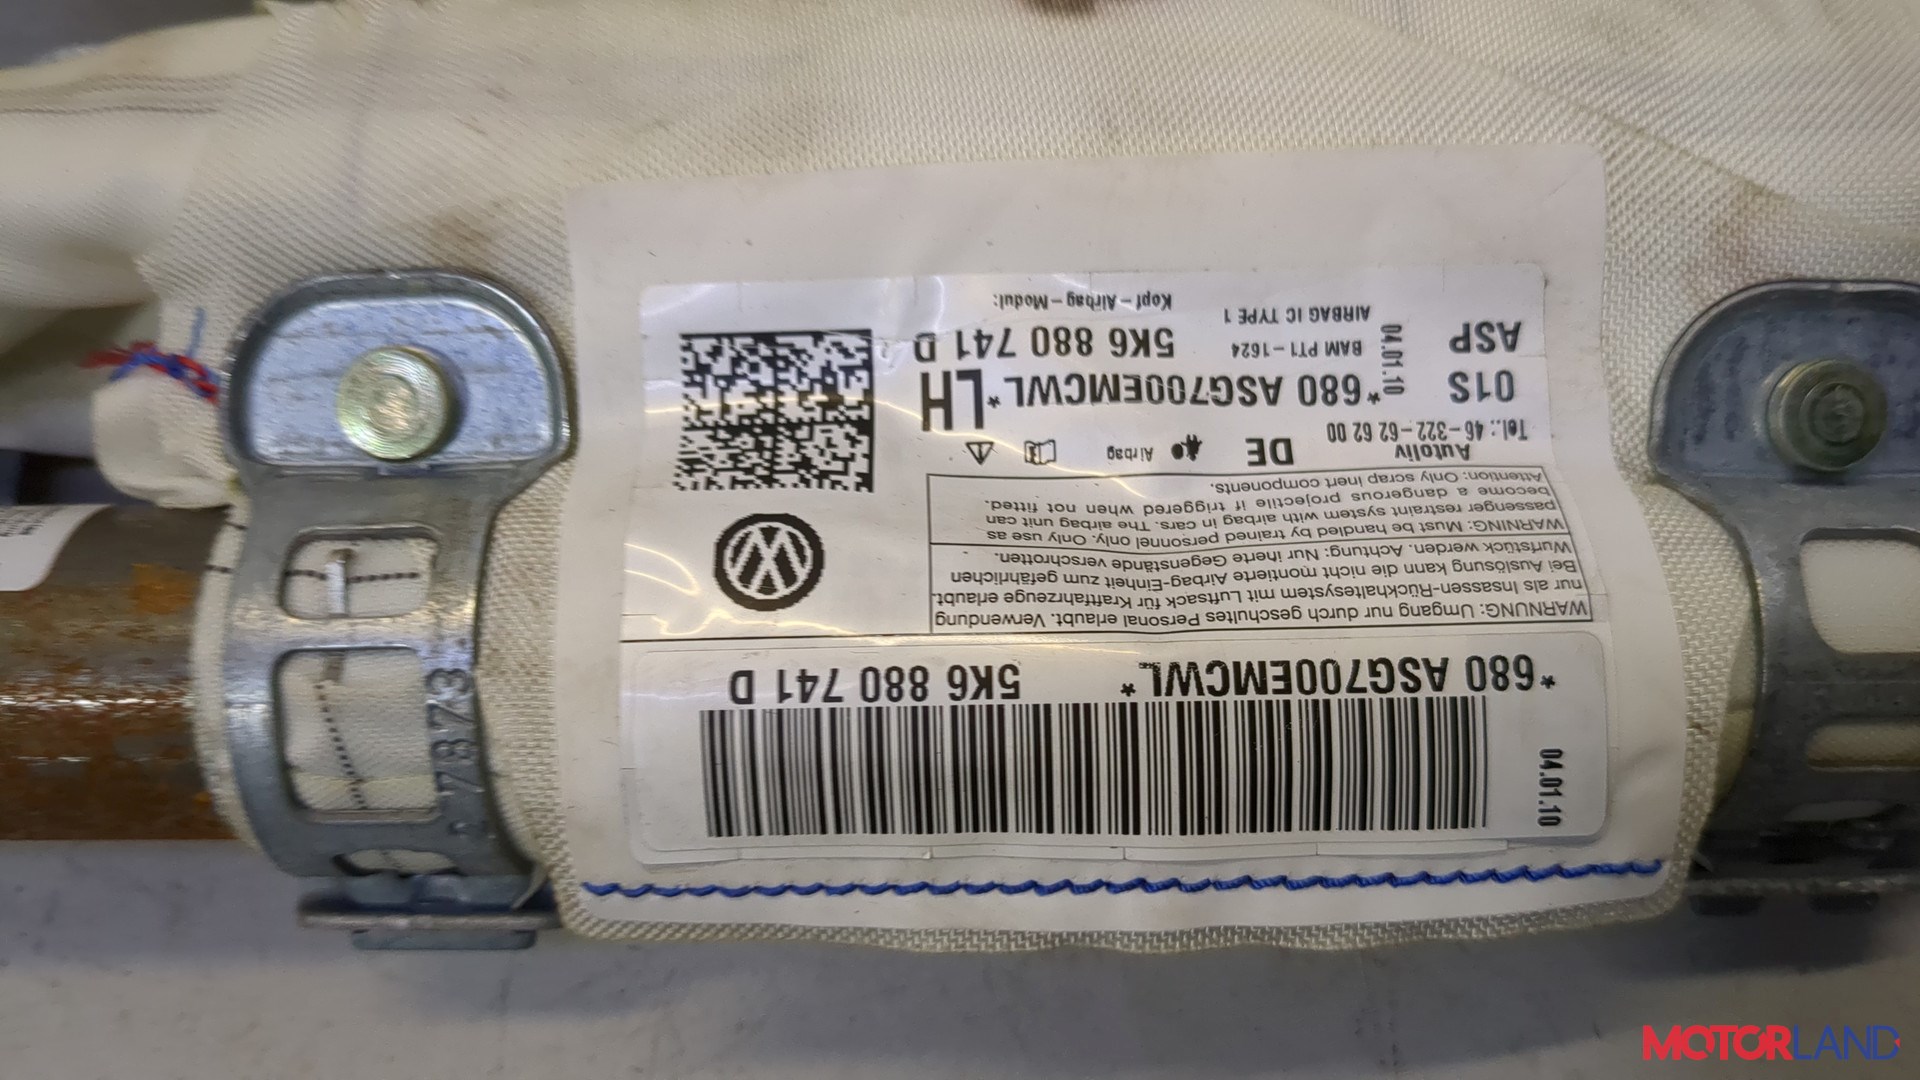 *680 ASG700EMCWL* 5K6 880 741 D
04.01.10
WARNUNG: Umgang nur durch geschultes Personal erlaubt. Verwendung
nur als Insassen-Rückhaltesystem mit Luftsack für Kraftfahrzeuge erlaubt.
Bei Auslösung kann die nicht montierte Airbag-Einheit zum gefährlichen
Wurfstück werden. Achtung: Nur iherte Gegenstände verschrotten.
WARNING: Must be handled by trained personnel only. Only use as
passenger restraint system with airbag in cars. The airbag unit can
become a dangerous projectile if triggered when not fitted.
Attention: Only scrap inert components.
Autoliv
Tel.: 46-322-62 62 00
DE
Airbag
01S
*680 ASG700EMCWL*
LH
ASP
04.01.10
BAM PT1-1624
5K6 880 741 D
AIRBAG IC TYPE 1
Kopf-Airbag-Modul:
7873
MOTORLAND